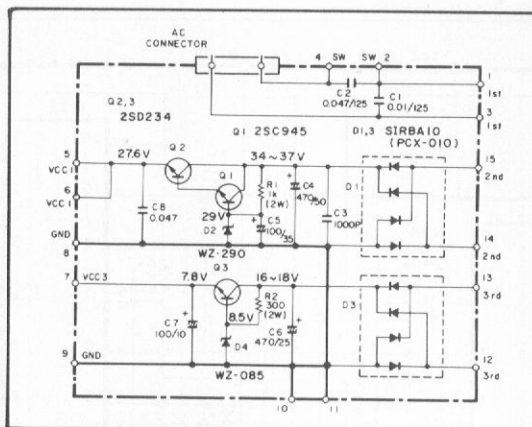 AC
CONNECTOR
4 SW
SW 2
1
1st
C2
0.047/125
C1
0.01/125
3
1st
Q2,3
2SD234
Q1 2SC945
D1,3 SIRBA10
(PCX-010)
5
VCC1
27.6V
Q2
34~37V
15
2nd
6
VCC1
Q1
R1
1k
(2W)
C4
470/50
C3
1000P
D1
C8
0.047
29V
D2
C5
100/35
GND
8
WZ-290
14
2nd
7
VCC3
7.8V
Q3
16~18V
13
3rd
R2
300
(2W)
8.5V
D3
C7
100/10
D4
C6
470/25
9
GND
WZ-085
12
3rd
10
11